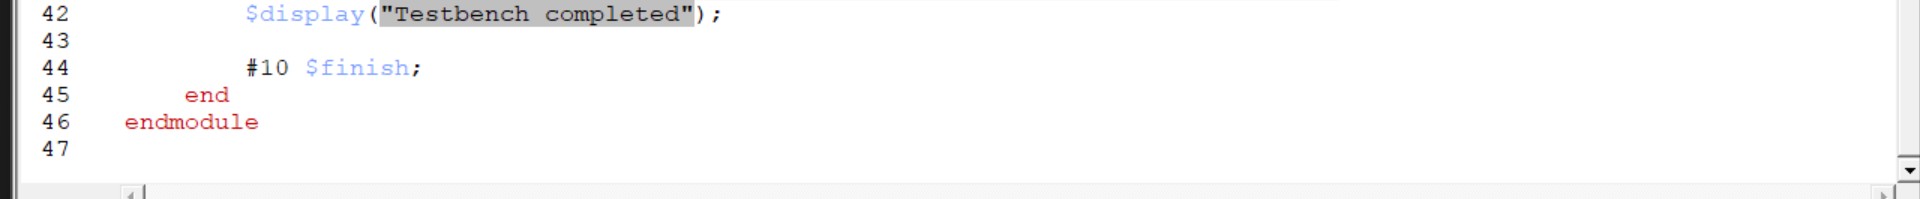 42 $display("Testbench completed");
43
44 #10 $finish;
45 end
46 endmodule
47